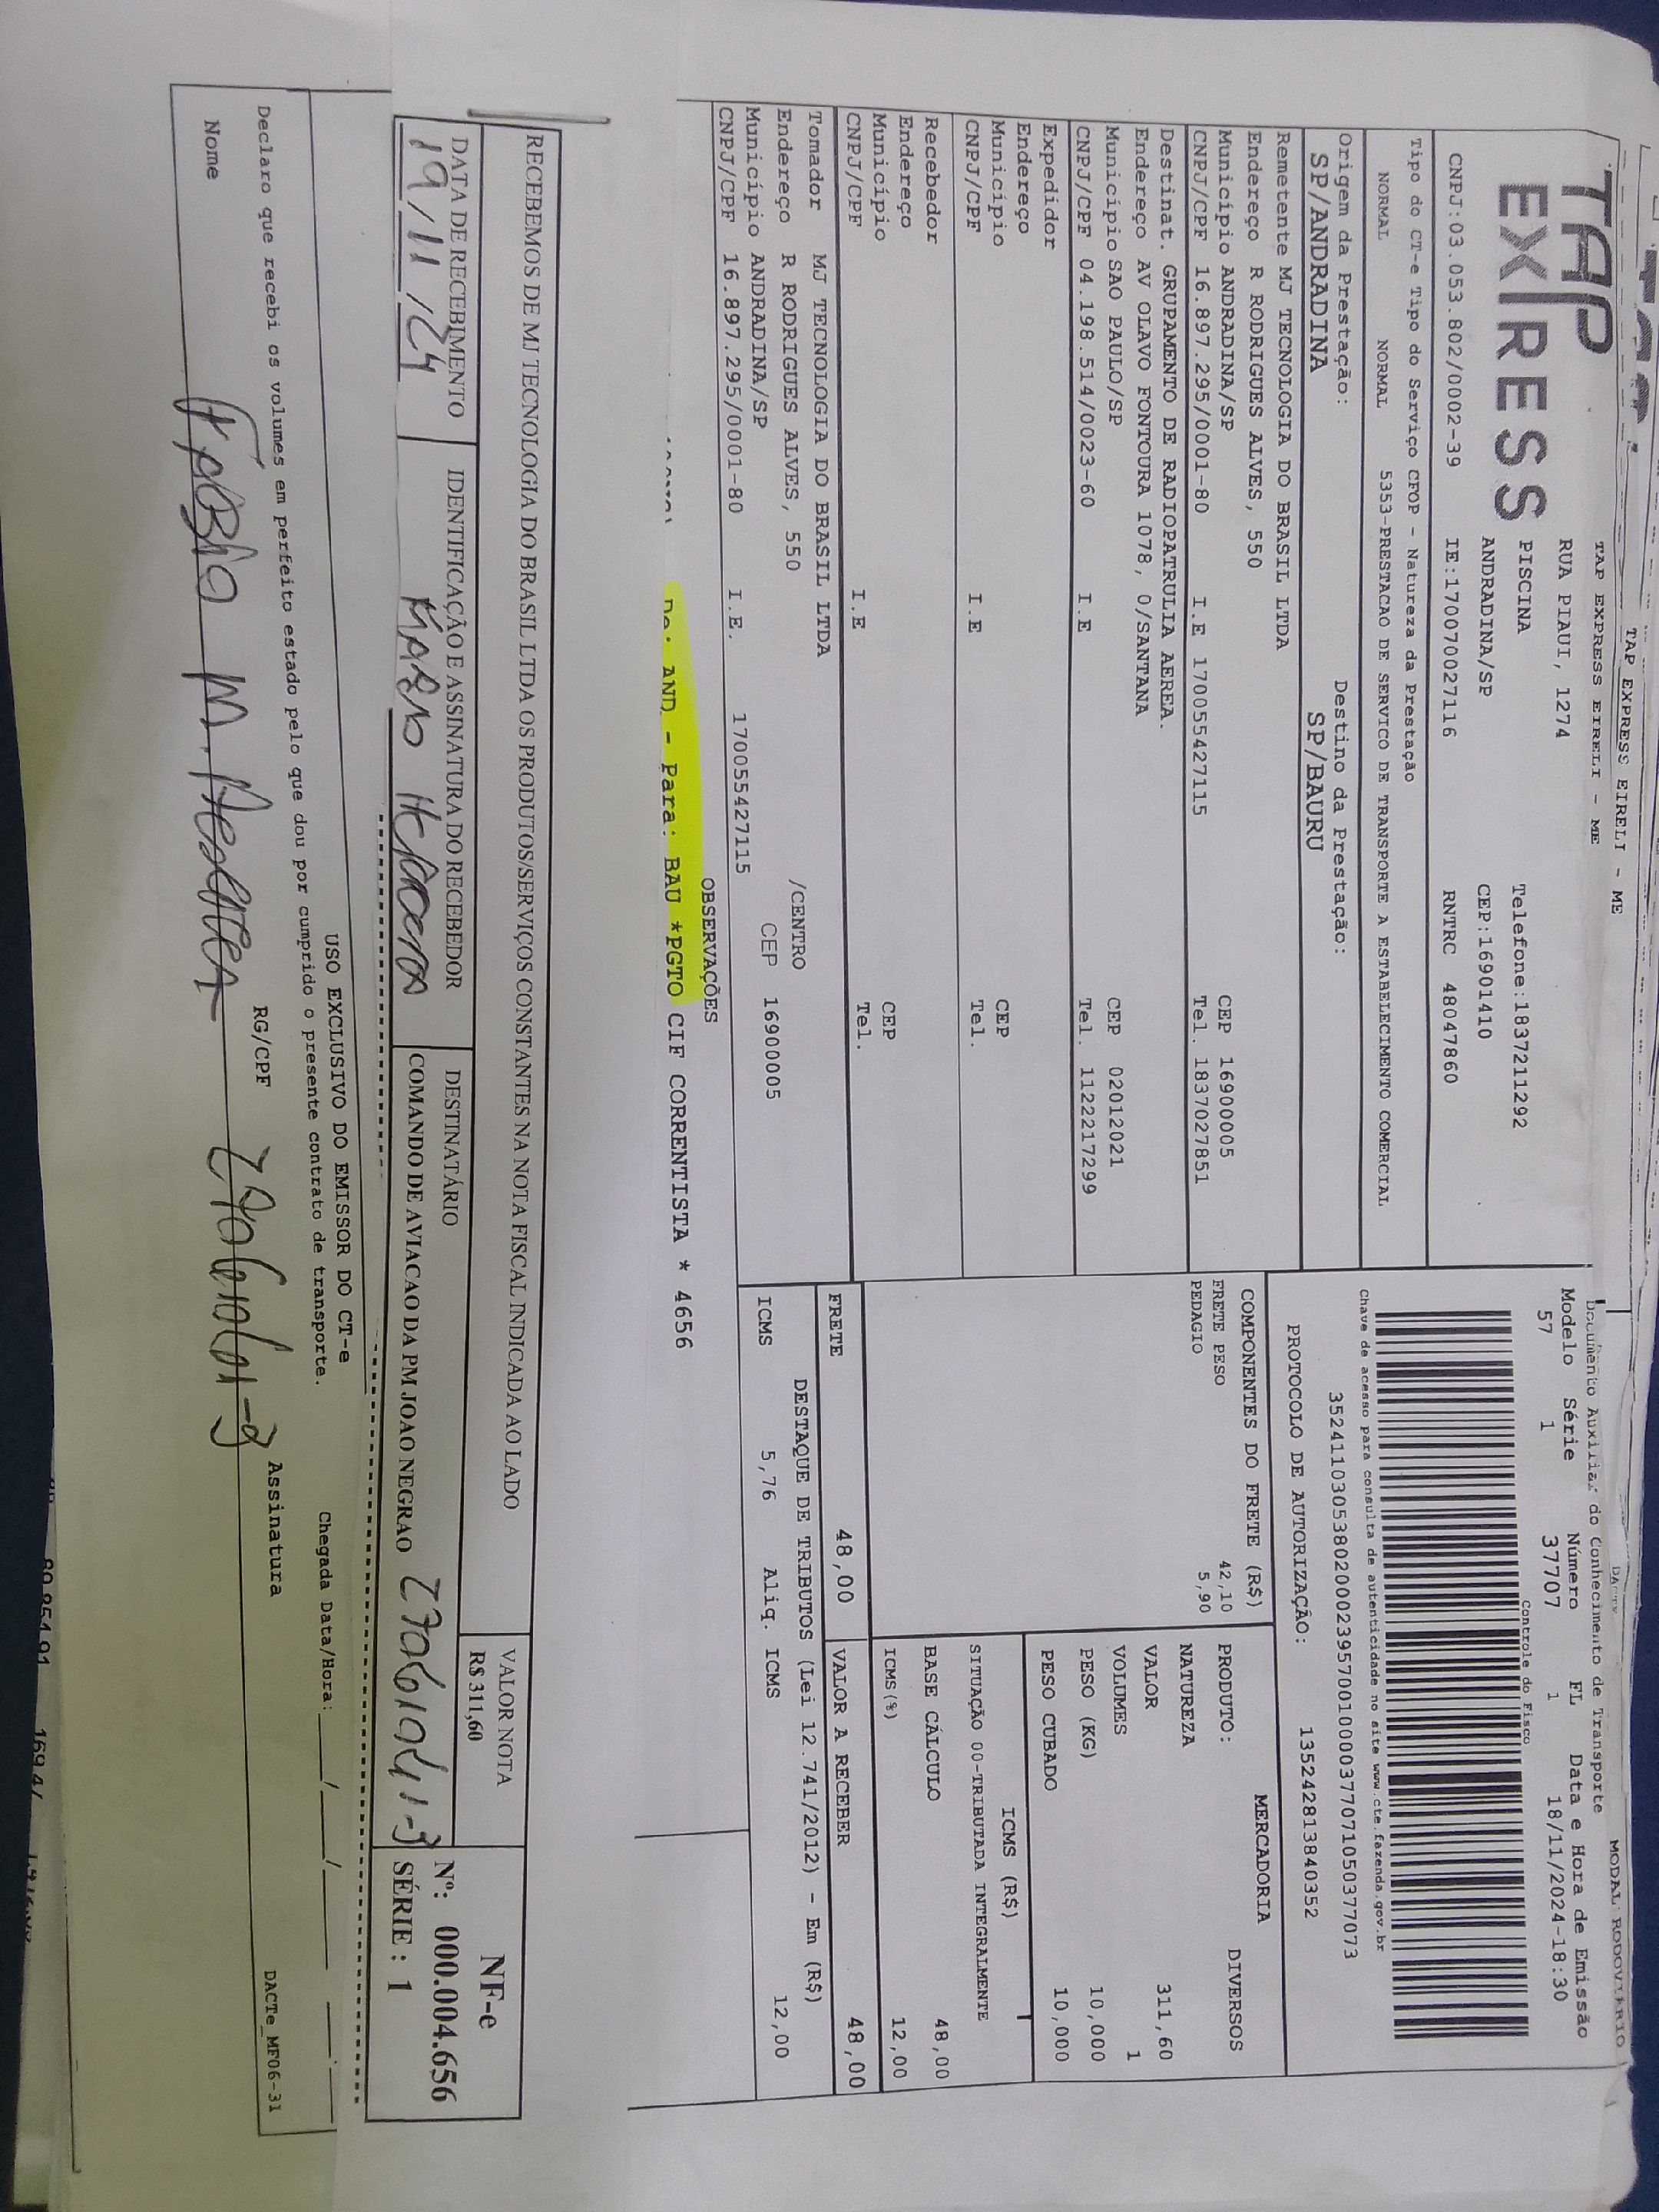 TAP EXPRESS EIRELI - ME
MODAL: RODOVIÁRIO
TAP EXPRESS
TAP EXPRESS EIRELI - ME
RUA PIAUI, 1274
PISCINA
Telefone:1837211292
ANDRADINA/SP
CEP:16901410
CNPJ:03.053.802/0002-39 IE:170070027116 RNTRC 48047860
Documento Auxiliar do Conhecimento de Transporte
Modelo Série Número FL Data e Hora de Emissão
57 1 37707 1 18/11/2024-18:30
Controle do Fisco
Tipo do CT-e Tipo do Serviço CFOP - Natureza da Prestação
NORMAL NORMAL 5353-PRESTACAO DE SERVICO DE TRANSPORTE A ESTABELECIMENTO COMERCIAL
Chave de acesso para consulta de autenticidade no site www.cte.fazenda.gov.br
35241103053802000239570010000377071050377073
PROTOCOLO DE AUTORIZAÇÃO: 135242813840352
Origem da Prestação: Destino da Prestação:
SP/ANDRADINA SP/BAURU
Remetente MJ TECNOLOGIA DO BRASIL LTDA
Endereço R RODRIGUES ALVES, 550
Município ANDRADINA/SP CEP 16900005
CNPJ/CPF 16.897.295/0001-80 I.E 170055427115 Tel. 1837027851
Destinat. GRUPAMENTO DE RADIOPATRULIA AEREA.
Endereço AV OLAVO FONTOURA 1078, 0/SANTANA
Município SAO PAULO/SP CEP 02012021
CNPJ/CPF 04.198.514/0023-60 I.E Tel. 1122217299
Expedidor
Endereço
Município CEP
CNPJ/CPF I.E Tel.
Recebedor
Endereço
Município CEP
CNPJ/CPF I.E Tel.
Tomador MJ TECNOLOGIA DO BRASIL LTDA
Endereço R RODRIGUES ALVES, 550 /CENTRO
Município ANDRADINA/SP CEP 16900005
CNPJ/CPF 16.897.295/0001-80 I.E. 170055427115
COMPONENTES DO FRETE (R$)
FRETE PESO 42,10
PEDAGIO 5,90
MERCADORIA
PRODUTO: DIVERSOS
NATUREZA
VALOR 311,60
VOLUMES 1
PESO (KG) 10,000
PESO CUBADO 10,000
ICMS (R$)
SITUAÇÃO 00-TRIBUTADA INTEGRALMENTE
BASE CÁLCULO 48,00
ICMS(%) 12,00
FRETE 48,00 VALOR A RECEBER 48,00
DESTAQUE DE TRIBUTOS (Lei 12.741/2012) - Em (R$)
ICMS 5,76 Aliq. ICMS 12,00
OBSERVAÇÕES
De: AND - Para: BAU *PGTO CIF CORRENTISTA * 4656
RECEBEMOS DE MJ TECNOLOGIA DO BRASIL LTDA OS PRODUTOS/SERVIÇOS CONSTANTES NA NOTA FISCAL INDICADA AO LADO
DATA DE RECEBIMENTO IDENTIFICAÇÃO E ASSINATURA DO RECEBEDOR DESTINATÁRIO VALOR NOTA
COMANDO DE AVIACAO DA PM JOAO NEGRAO R$ 311,60
19/11/24
NF-e
Nº: 000.004.656
SÉRIE : 1
USO EXCLUSIVO DO EMISSOR DO CT-e
Declaro que recebi os volumes em perfeito estado pelo que dou por cumprido o presente contrato de transporte.
Chegada Data/Hora: ____/____/____ ____:____
Nome RG/CPF Assinatura
FABIO M.
DACTe_MF06-31